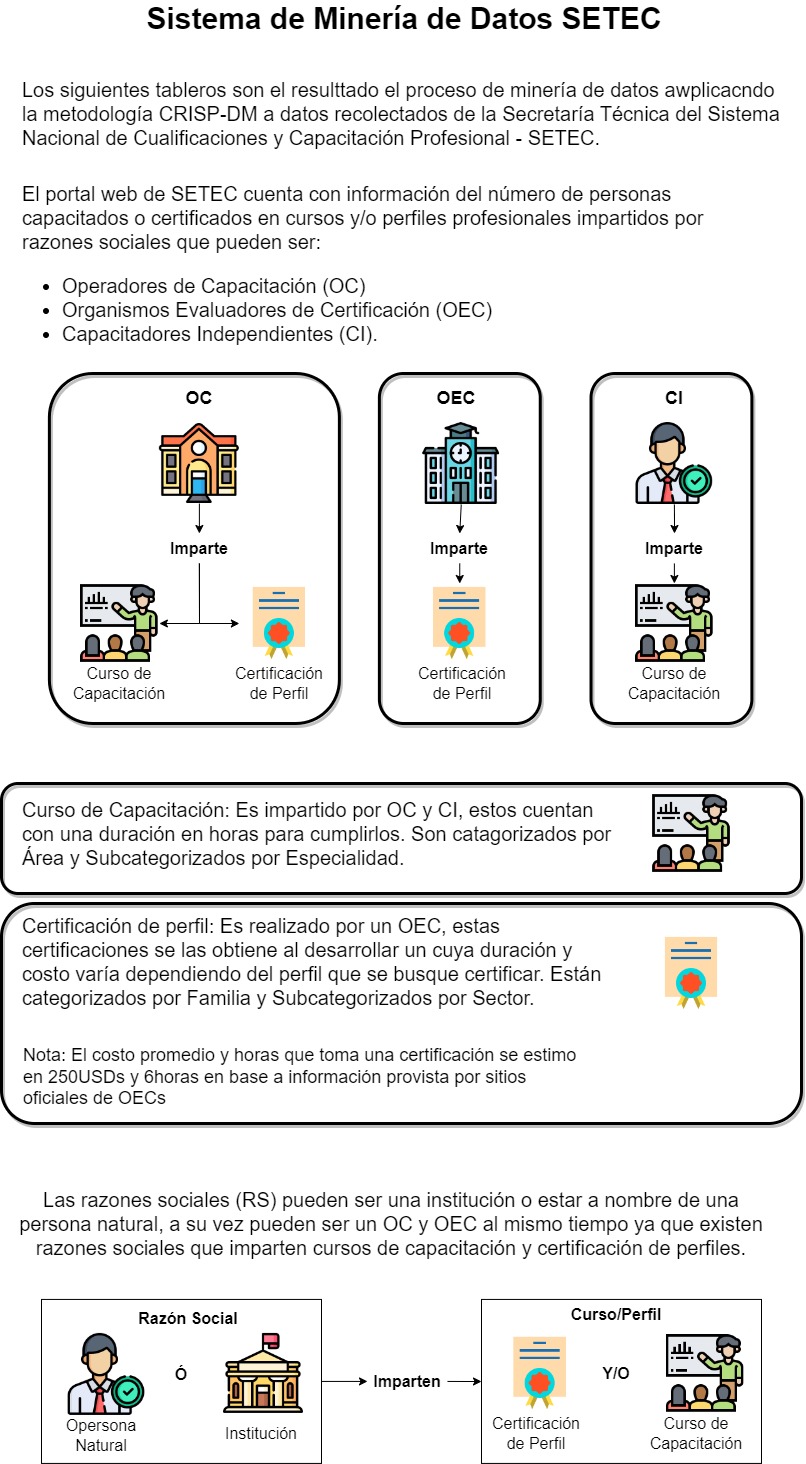 Sistema de Minería de Datos SETEC
Los siguientes tableros son el resulttado el proceso de minería de datos awplicacndo
la metodología CRISP-DM a datos recolectados de la Secretaría Técnica del Sistema
Nacional de Cualificaciones y Capacitación Profesional - SETEC.
El portal web de SETEC cuenta con información del número de personas
capacitados o certificados en cursos y/o perfiles profesionales impartidos por
razones sociales que pueden ser:
• Operadores de Capacitación (OC)
• Organismos Evaluadores de Certificación (OEC)
• Capacitadores Independientes (CI).
OC
Imparte
Curso de
Capacitación
Certificación
de Perfil
OEC
Imparte
Certificación
de Perfil
CI
Imparte
Curso de
Capacitación
Curso de Capacitación: Es impartido por OC y CI, estos cuentan
con una duración en horas para cumplirlos. Son catagorizados por
Área y Subcategorizados por Especialidad.
Certificación de perfil: Es realizado por un OEC, estas
certificaciones se las obtiene al desarrollar un cuya duración y
costo varía dependiendo del perfil que se busque certificar. Están
categorizados por Familia y Subcategorizados por Sector.
Nota: El costo promedio y horas que toma una certificación se estimo
en 250USDs y 6horas en base a información provista por sitios
oficiales de OECs
Las razones sociales (RS) pueden ser una institución o estar a nombre de una
persona natural, a su vez pueden ser un OC y OEC al mismo tiempo ya que existen
razones sociales que imparten cursos de capacitación y certificación de perfiles.
Razón Social
Opersona
Natural
Ó
Institución
Imparten
Curso/Perfil
Certificación
de Perfil
Y/O
Curso de
Capacitación